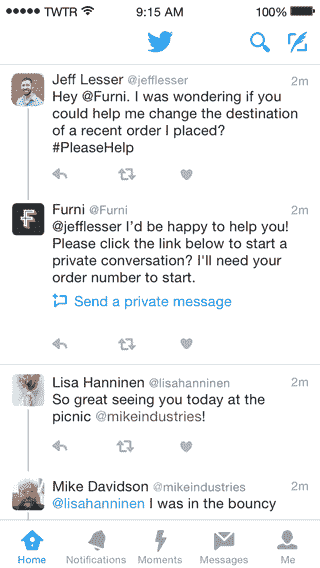 TWTR 9:15 AM 100%
Jeff Lesser @jefflesser 2m
Hey @Furni. I was wondering if you
could help me change the destination
of a recent order I placed?
#PleaseHelp
Furni @Furni 2m
@jefflesser I'd be happy to help you!
Please click the link below to start a
private conversation? I'll need your
order number to start.
Send a private message
Lisa Hanninen @lisahanninen 2m
So great seeing you today at the
picnic @mikeindustries!
Mike Davidson @mikeindustries 2m
@lisahanninen I was in the bouncy
Home Notifications Moments Messages Me